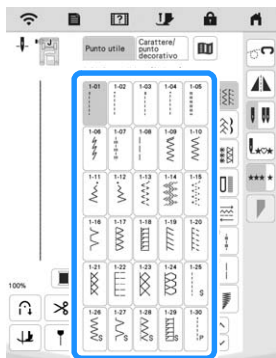 Punto utile
Carattere/
punto
decorativo
1-01 1-02 1-03 1-04 1-05
1-06 1-07 1-08 1-09 1-10
1-11 1-12 1-13 1-14 1-15
1-16 1-17 1-18 1-19 1-20
1-21 1-22 1-23 1-24 1-25
S
100%
1-26 1-27 1-28 1-29 1-30
S S S S P